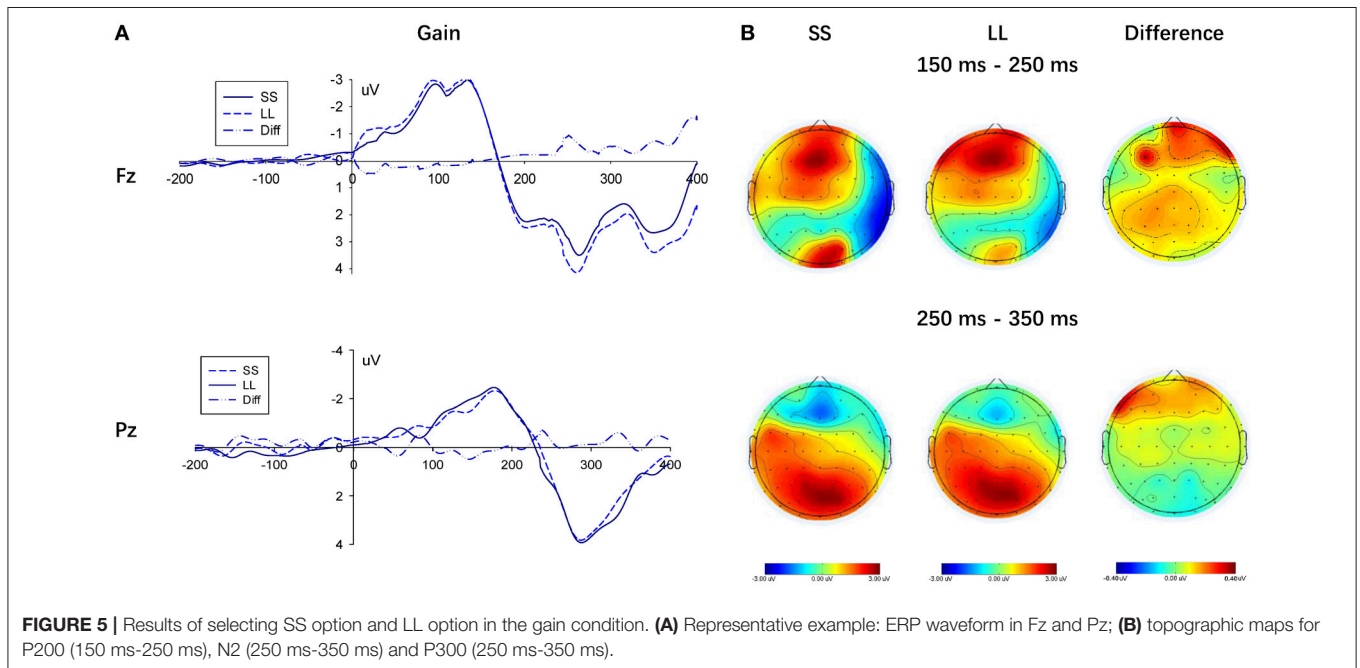 A Gain B SS LL Difference
150 ms - 250 ms
-3
uV
SS
LL
Diff
-2
-1
0
Fz
-200 -100 0 100 200 300 400
1
2
3
4
250 ms - 350 ms
-4
uV
SS
LL
Diff
-2
0
Pz
-200 -100 0 100 200 300 400
2
4
-3.00 uV 0.00 uV 3.00 uV -3.00 uV 0.00 uV 3.00 uV -0.40 uV 0.00 uV 0.40 uV
FIGURE 5 | Results of selecting SS option and LL option in the gain condition. (A) Representative example: ERP waveform in Fz and Pz; (B) topographic maps for
P200 (150 ms-250 ms), N2 (250 ms-350 ms) and P300 (250 ms-350 ms).